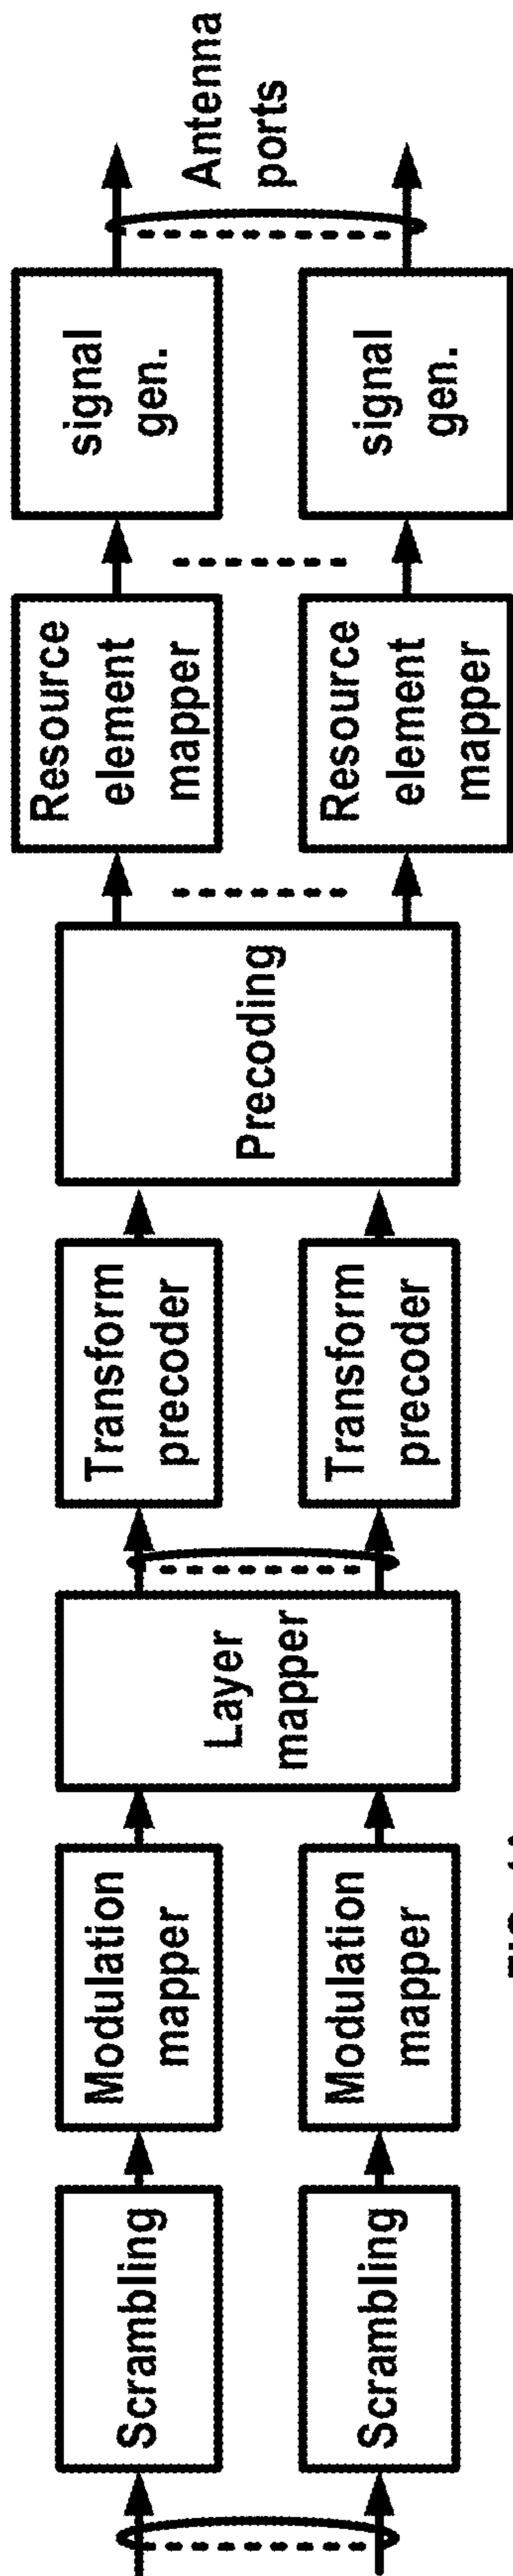 Scrambling
Scrambling
Modulation
mapper
Modulation
mapper
Layer
mapper
Transform
precoder
Transform
precoder
Precoding
Resource
element
mapper
Resource
element
mapper
signal
gen.
signal
gen.
Antenna
ports